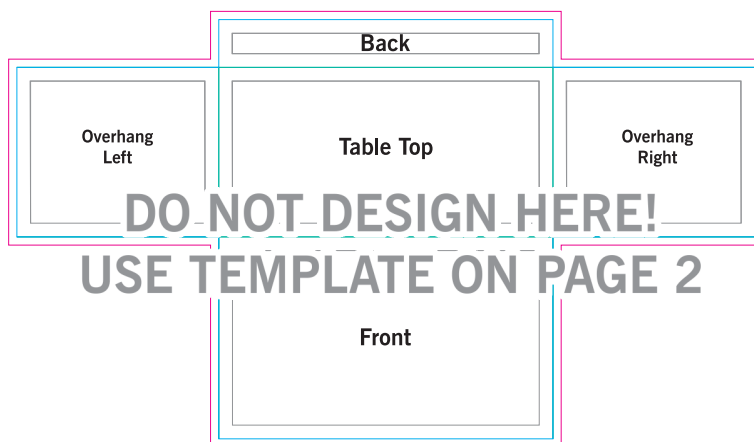 Back
Overhang
Left
Table Top
Overhang
Right
DO NOT DESIGN HERE!
USE TEMPLATE ON PAGE 2
Front